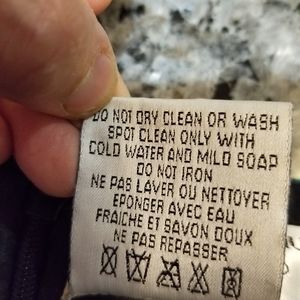 DO NOT DRY CLEAN OR WASH
SPOT CLEAN ONLY WITH
COLD WATER AND MILD SOAP
DO NOT IRON
NE PAS LAVER OU NETTOYER
EPONGER AVEC EAU
FRAICHE ET SAVON DOUX
NE PAS REPASSER